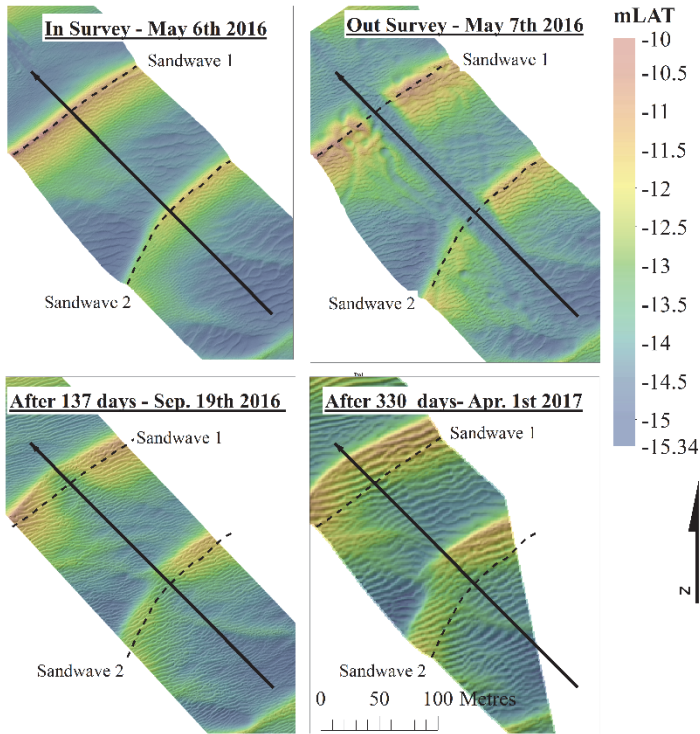 In Survey - May 6th 2016
Sandwave 1
Sandwave 2
Out Survey - May 7th 2016
Sandwave 1
Sandwave 2
mLAT
-10
-10.5
-11
-11.5
-12
-12.5
-13
-13.5
-14
-14.5
-15
-15.34
After 137 days - Sep. 19th 2016
Sandwave 1
Sandwave 2
After 330 days- Apr. 1st 2017
Sandwave 1
Sandwave 2
0 50 100 Metres
N